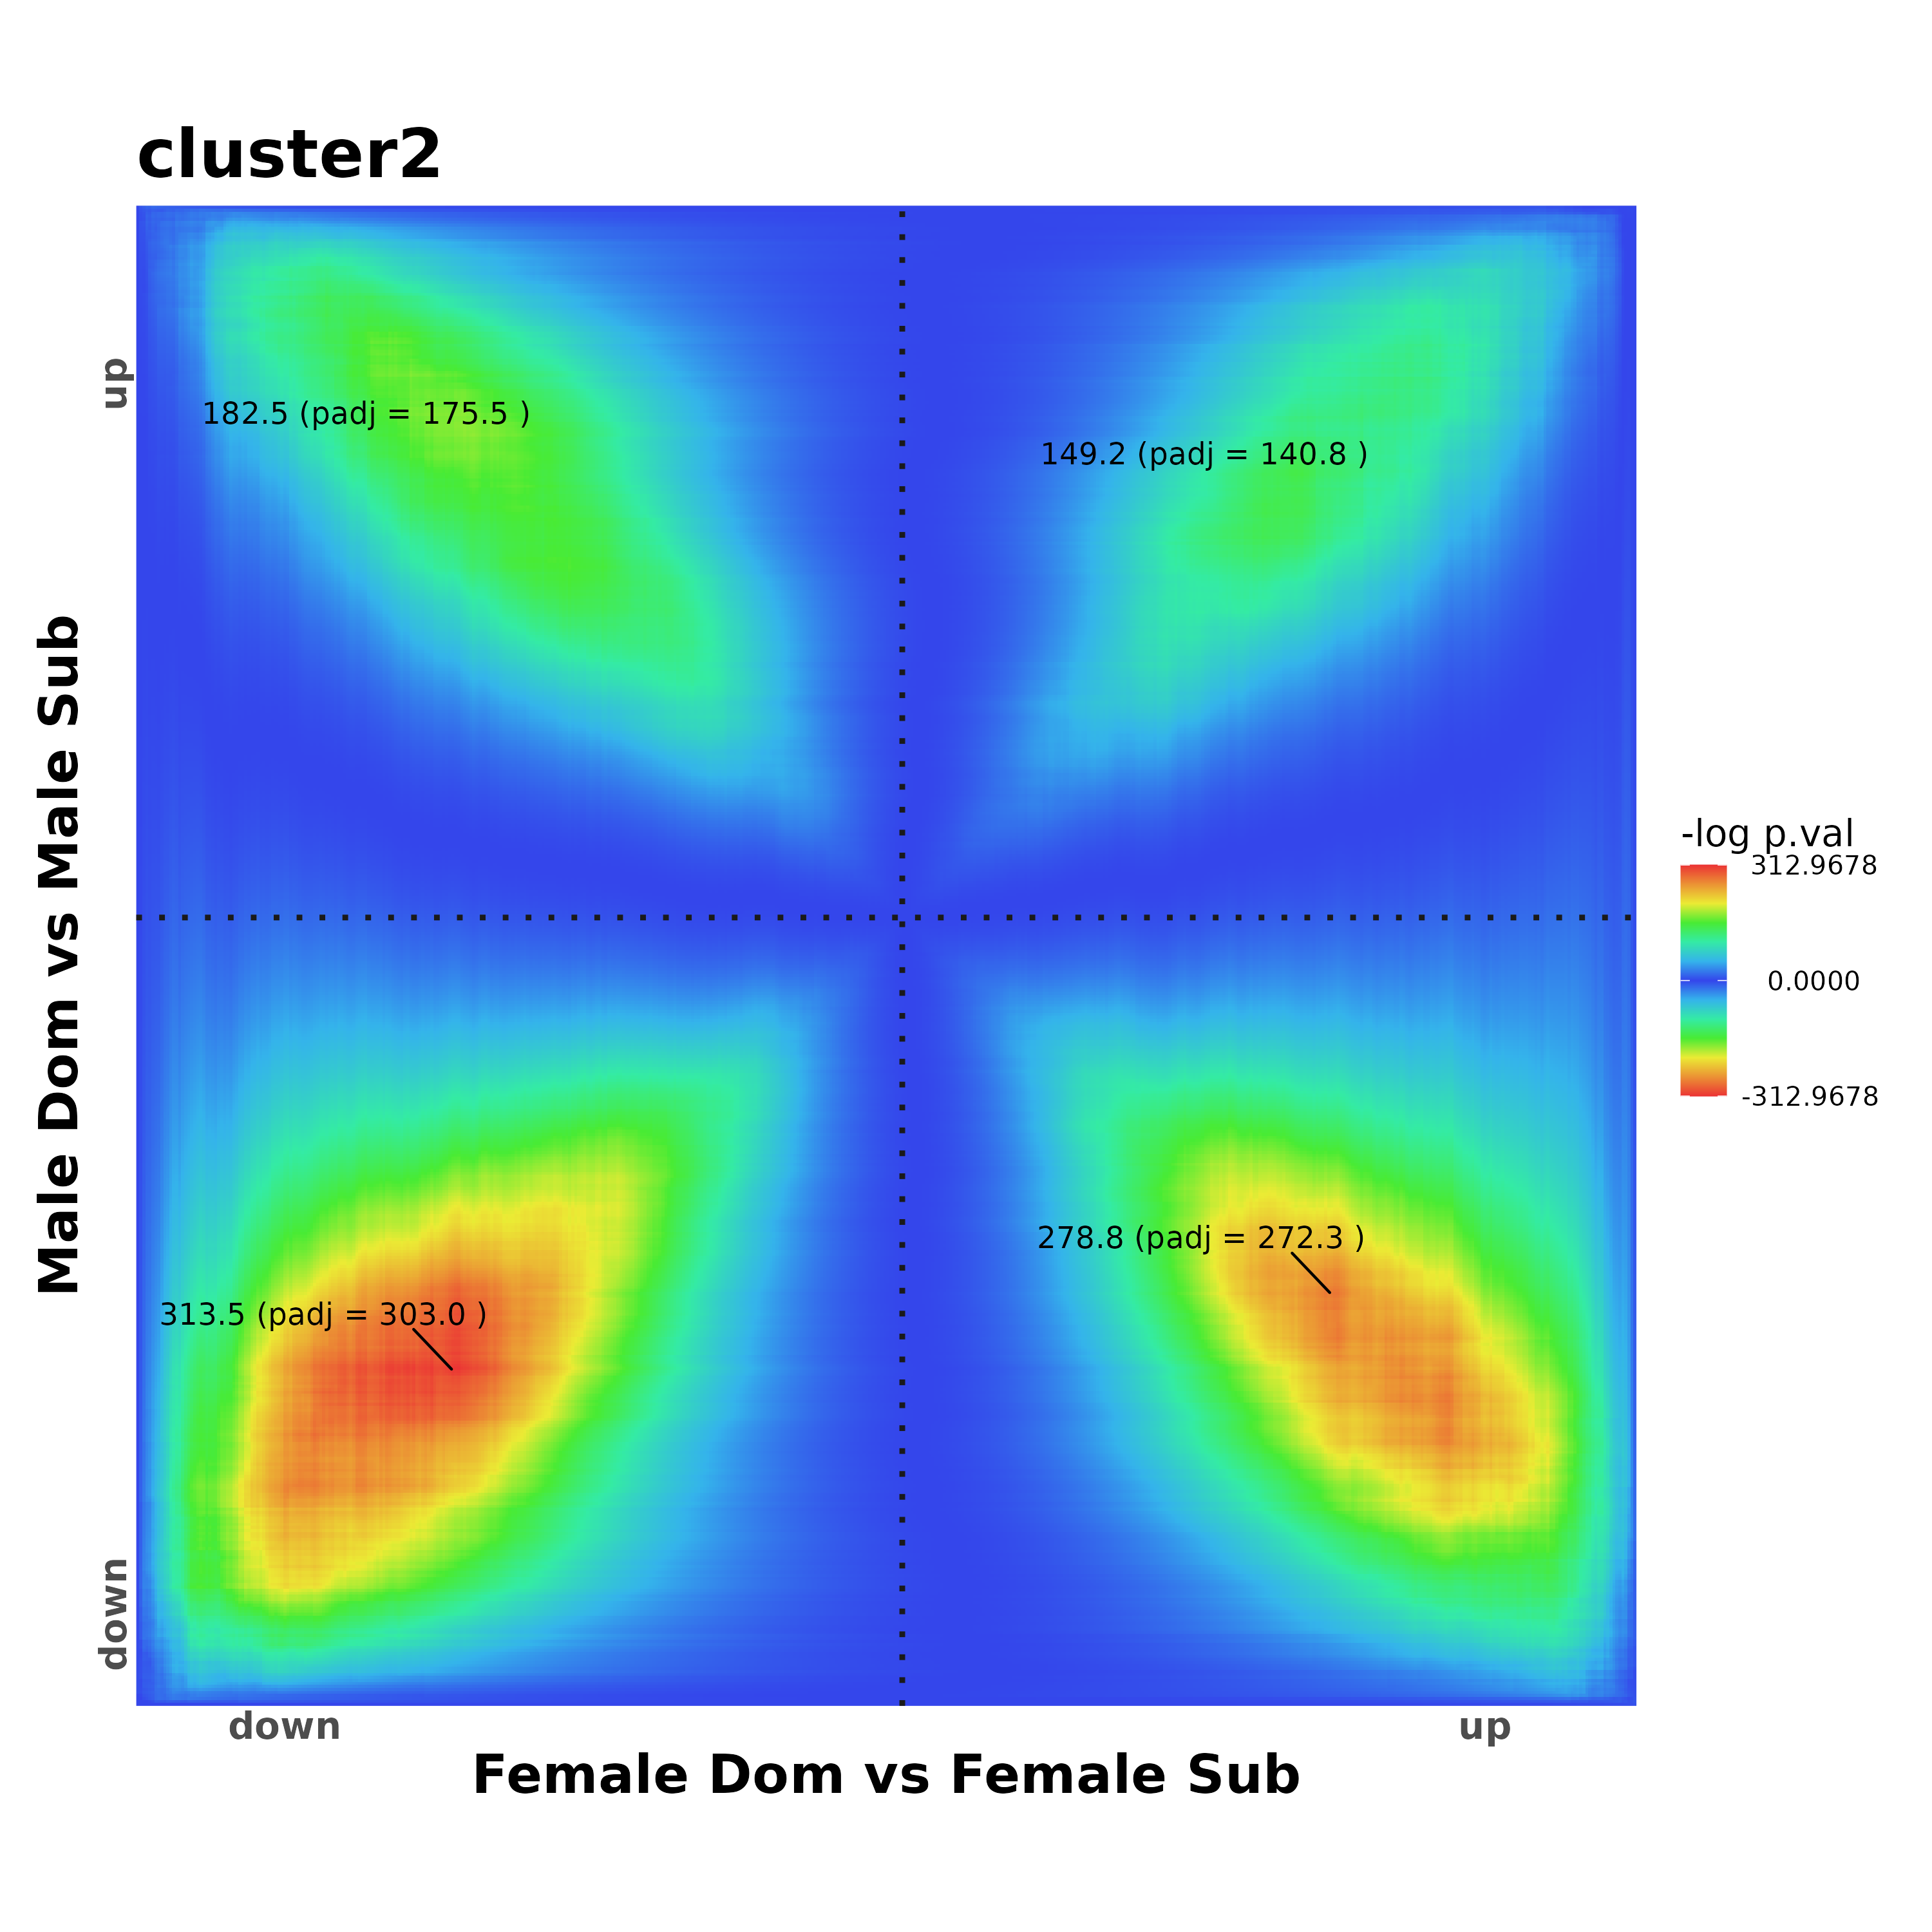 cluster2
up
182.5 (padj = 175.5 )
149.2 (padj = 140.8 )
Male Dom vs Male Sub
-log p.val
312.9678
0.0000
-312.9678
278.8 (padj = 272.3 )
313.5 (padj = 303.0 )
down
down
up
Female Dom vs Female Sub